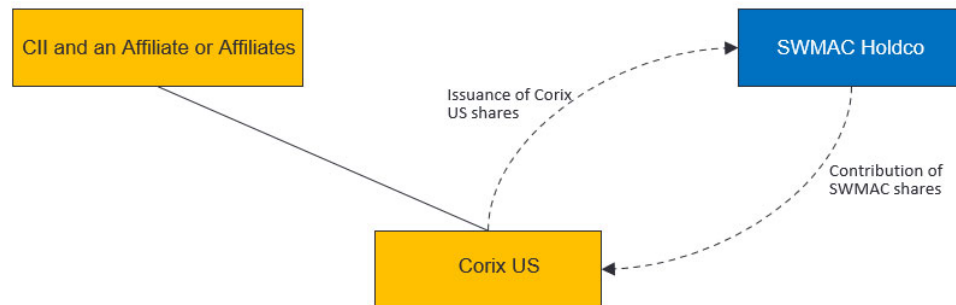 CII and an Affiliate or Affiliates
SWMAC Holdco
Issuance of Corix
US shares
Contribution of
SWMAC shares
Corix US